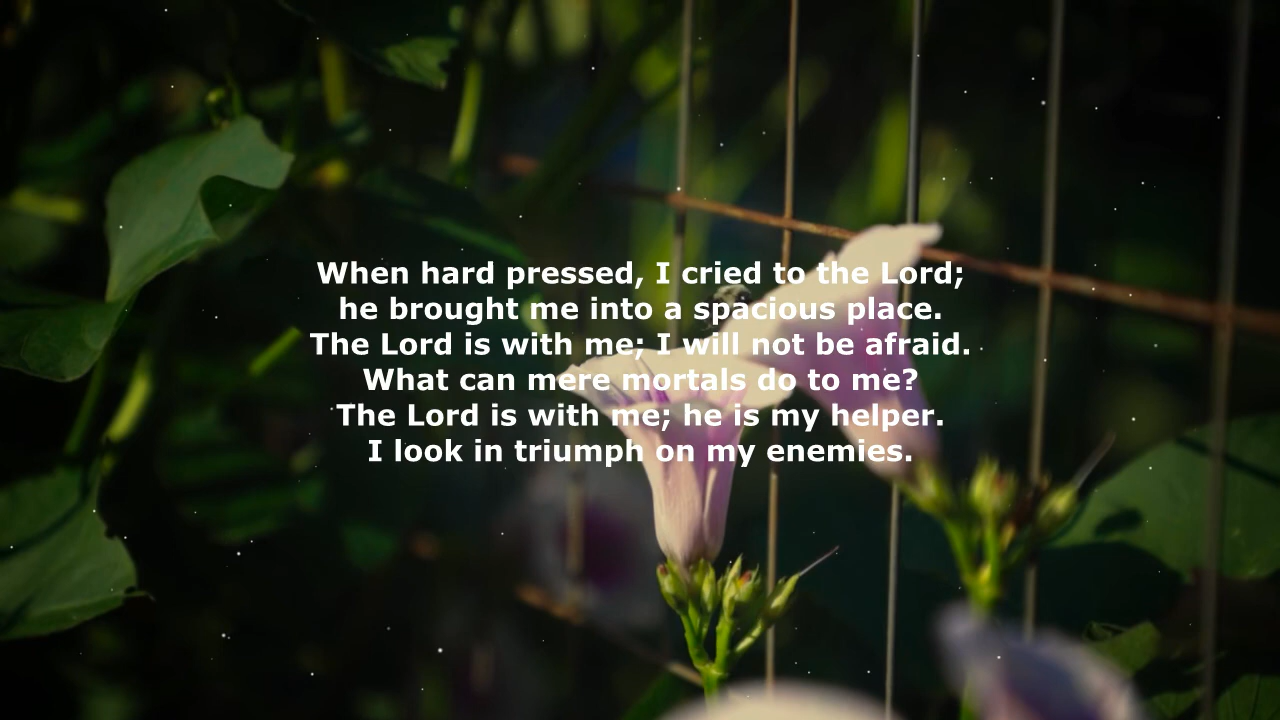 When hard pressed, I cried to the Lord;
he brought me into a spacious place.
The Lord is with me; I will not be afraid.
What can mere mortals do to me?
The Lord is with me; he is my helper.
I look in triumph on my enemies.